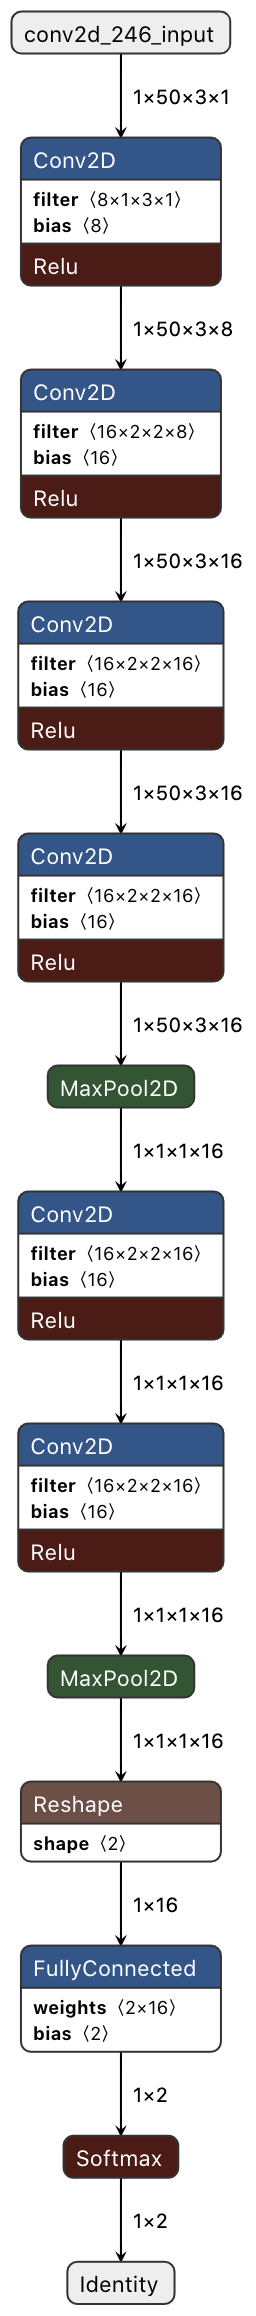 conv2d_246_input
1×50×3×1
Conv2D
filter ⟨8×1×3×1⟩
bias ⟨8⟩
Relu
1×50×3×8
Conv2D
filter ⟨16×2×2×8⟩
bias ⟨16⟩
Relu
1×50×3×16
Conv2D
filter ⟨16×2×2×16⟩
bias ⟨16⟩
Relu
1×50×3×16
Conv2D
filter ⟨16×2×2×16⟩
bias ⟨16⟩
Relu
1×50×3×16
MaxPool2D
1×1×1×16
Conv2D
filter ⟨16×2×2×16⟩
bias ⟨16⟩
Relu
1×1×1×16
Conv2D
filter ⟨16×2×2×16⟩
bias ⟨16⟩
Relu
1×1×1×16
MaxPool2D
1×1×1×16
Reshape
shape ⟨2⟩
1×16
FullyConnected
weights ⟨2×16⟩
bias ⟨2⟩
1×2
Softmax
1×2
Identity